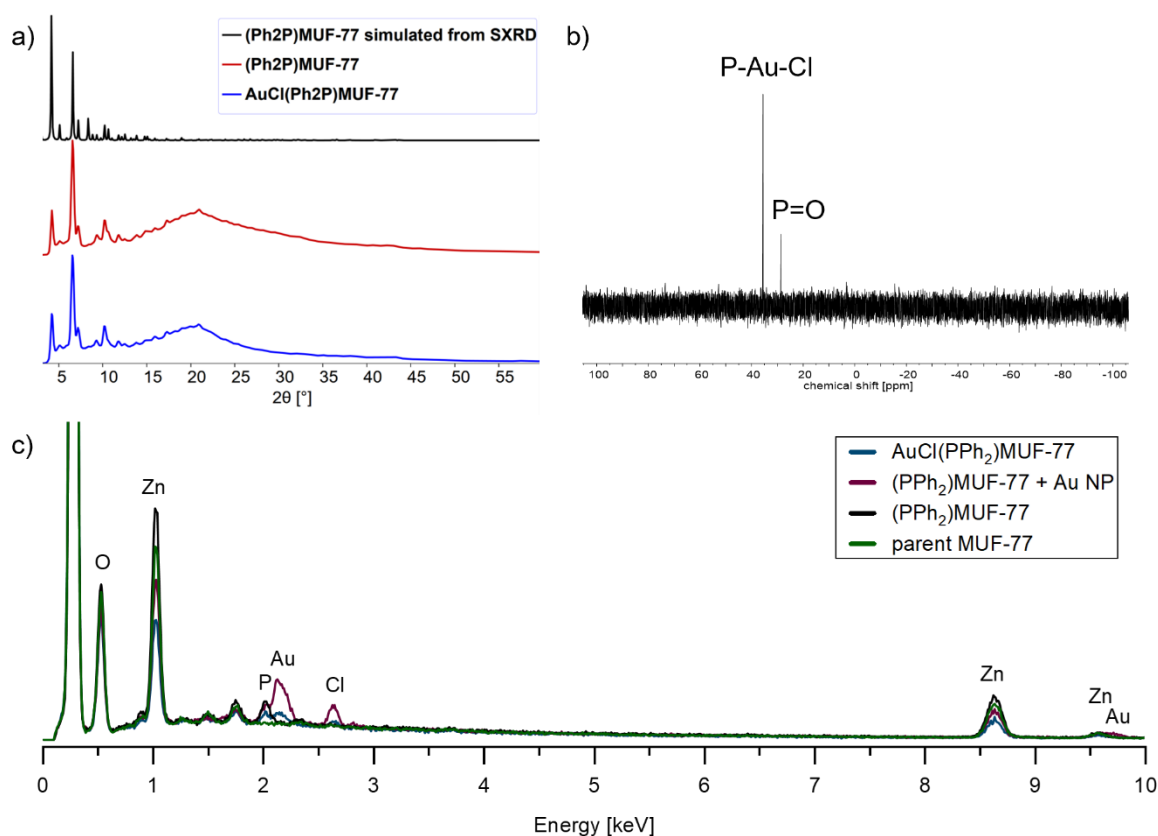 a)
(Ph2P)MUF-77 simulated from SXRD
(Ph2P)MUF-77
AuCl(Ph2P)MUF-77
5 10 15 20 25 30 35 40 45 50 55
2θ [°]
b)
P-Au-Cl
P=O
100 80 60 40 20 0 -20 -40 -60 -80 -100
chemical shift [ppm]
c)
AuCl(PPh₂)MUF-77
(PPh₂)MUF-77 + Au NP
(PPh₂)MUF-77
parent MUF-77
Zn
O
Au
P
Cl
Zn
Zn
Au
0 1 2 3 4 5 6 7 8 9 10
Energy [keV]